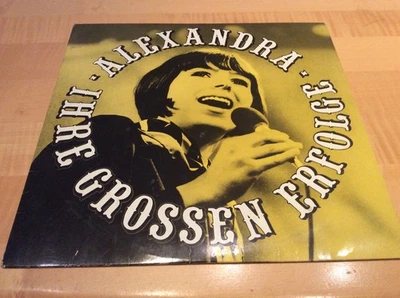 · ALEXANDRA ·
IHRE GROSSEN ERFOLGE